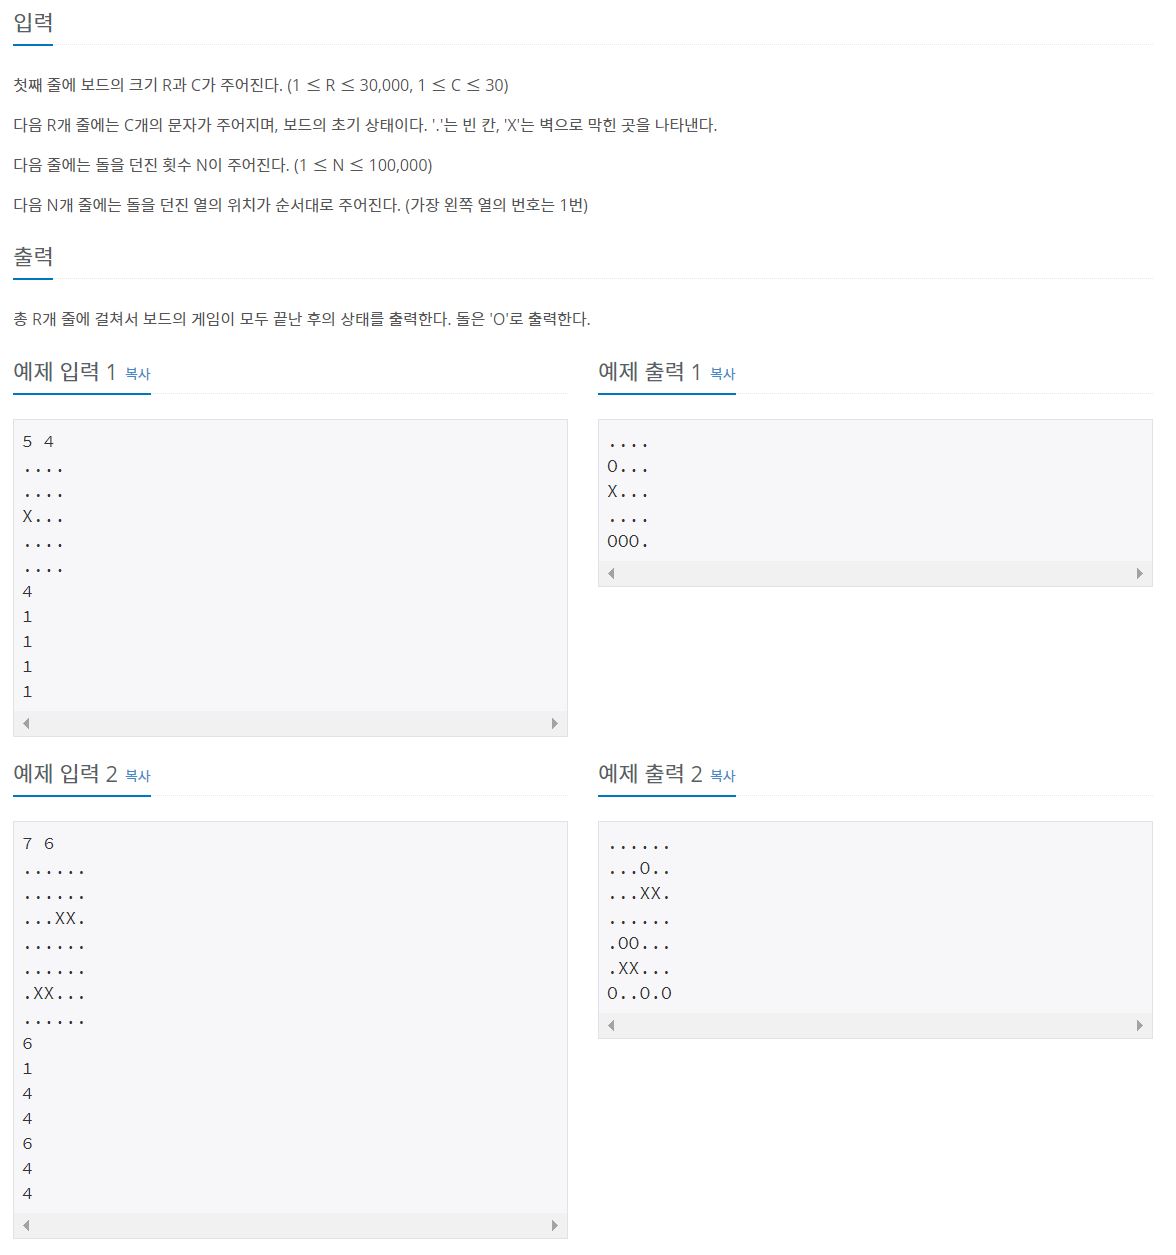 입력
첫째 줄에 보드의 크기 R과 C가 주어진다. (1 ≤ R ≤ 30,000, 1 ≤ C ≤ 30)
다음 R개 줄에는 C개의 문자가 주어지며, 보드의 초기 상태이다. '.'는 빈 칸, 'X'는 벽으로 막힌 곳을 나타낸다.
다음 줄에는 돌을 던진 횟수 N이 주어진다. (1 ≤ N ≤ 100,000)
다음 N개 줄에는 돌을 던진 열의 위치가 순서대로 주어진다. (가장 왼쪽 열의 번호는 1번)
출력
총 R개 줄에 걸쳐서 보드의 게임이 모두 끝난 후의 상태를 출력한다. 돌은 'O'로 출력한다.
예제 입력 1 복사
5 4
....
....
X...
....
....
4
1
1
1
1
예제 출력 1 복사
....
O...
X...
....
OOO.
예제 입력 2 복사
7 6
......
......
...XX.
......
......
.XX...
......
6
1
4
4
6
4
4
예제 출력 2 복사
......
...O..
...XX.
......
.OO...
.XX...
O..O.O